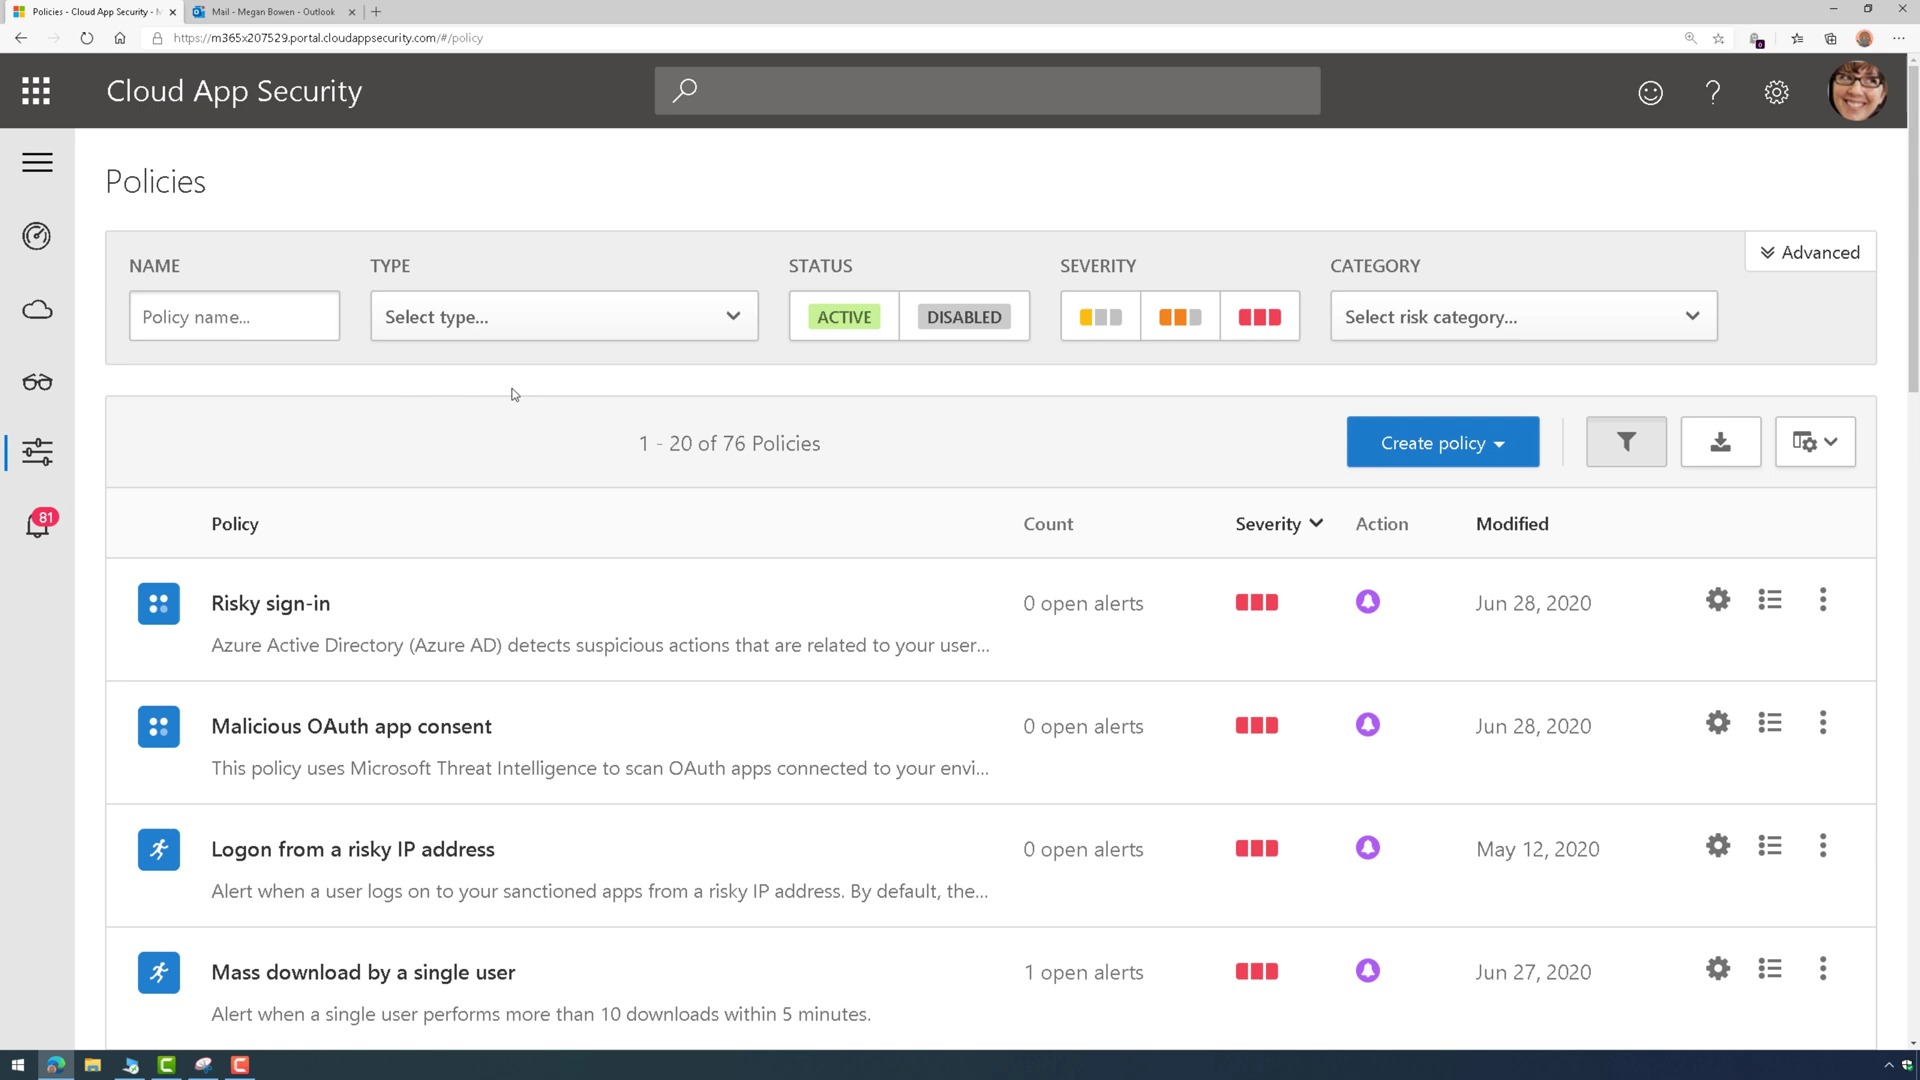 Policies - Cloud App Security - M
Mail - Megan Bowen - Outlook
https://m365x207529.portal.cloudappsecurity.com/#/policy
Cloud App Security
Policies
NAME TYPE STATUS SEVERITY CATEGORY
Advanced
Policy name...
Select type...
ACTIVE DISABLED
Select risk category...
1 - 20 of 76 Policies
Create policy
81
Policy Count Severity Action Modified
Risky sign-in 0 open alerts Jun 28, 2020
Azure Active Directory (Azure AD) detects suspicious actions that are related to your user...
Malicious OAuth app consent 0 open alerts Jun 28, 2020
This policy uses Microsoft Threat Intelligence to scan OAuth apps connected to your envi...
Logon from a risky IP address 0 open alerts May 12, 2020
Alert when a user logs on to your sanctioned apps from a risky IP address. By default, the...
Mass download by a single user 1 open alerts Jun 27, 2020
Alert when a single user performs more than 10 downloads within 5 minutes.